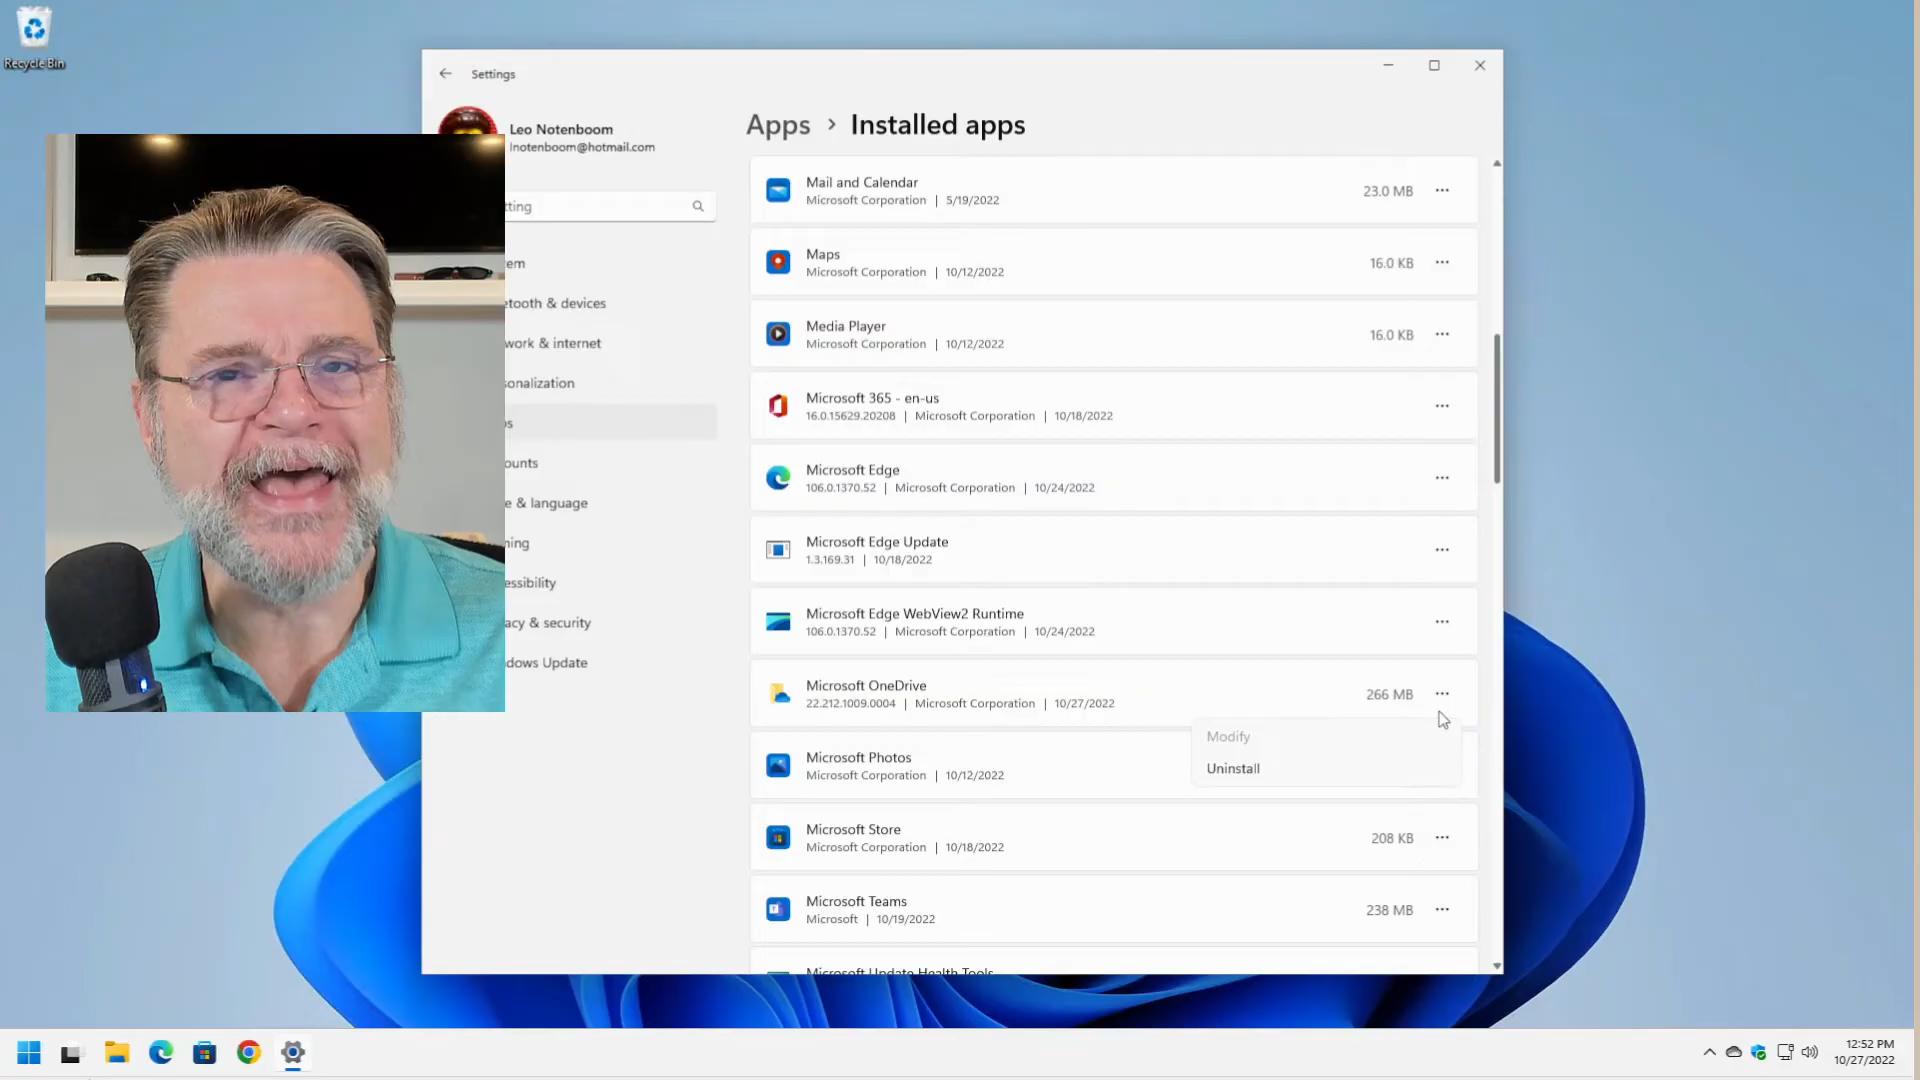 Recycle Bin
Settings
Leo Notenboom
lnotenboom@hotmail.com
tting
em
etooth & devices
work & internet
sonalization
ps
ounts
e & language
ning
essibility
acy & security
dows Update
Apps > Installed apps
Mail and Calendar
Microsoft Corporation | 5/19/2022
23.0 MB
Maps
Microsoft Corporation | 10/12/2022
16.0 KB
Media Player
Microsoft Corporation | 10/12/2022
16.0 KB
Microsoft 365 - en-us
16.0.15629.20208 | Microsoft Corporation | 10/18/2022
Microsoft Edge
106.0.1370.52 | Microsoft Corporation | 10/24/2022
Microsoft Edge Update
1.3.169.31 | 10/18/2022
Microsoft Edge WebView2 Runtime
106.0.1370.52 | Microsoft Corporation | 10/24/2022
Microsoft OneDrive
22.212.1009.0004 | Microsoft Corporation | 10/27/2022
266 MB
Modify
Uninstall
Microsoft Photos
Microsoft Corporation | 10/12/2022
Microsoft Store
Microsoft Corporation | 10/18/2022
208 KB
Microsoft Teams
Microsoft | 10/19/2022
238 MB
Microsoft Update Health Tools
12:52 PM
10/27/2022